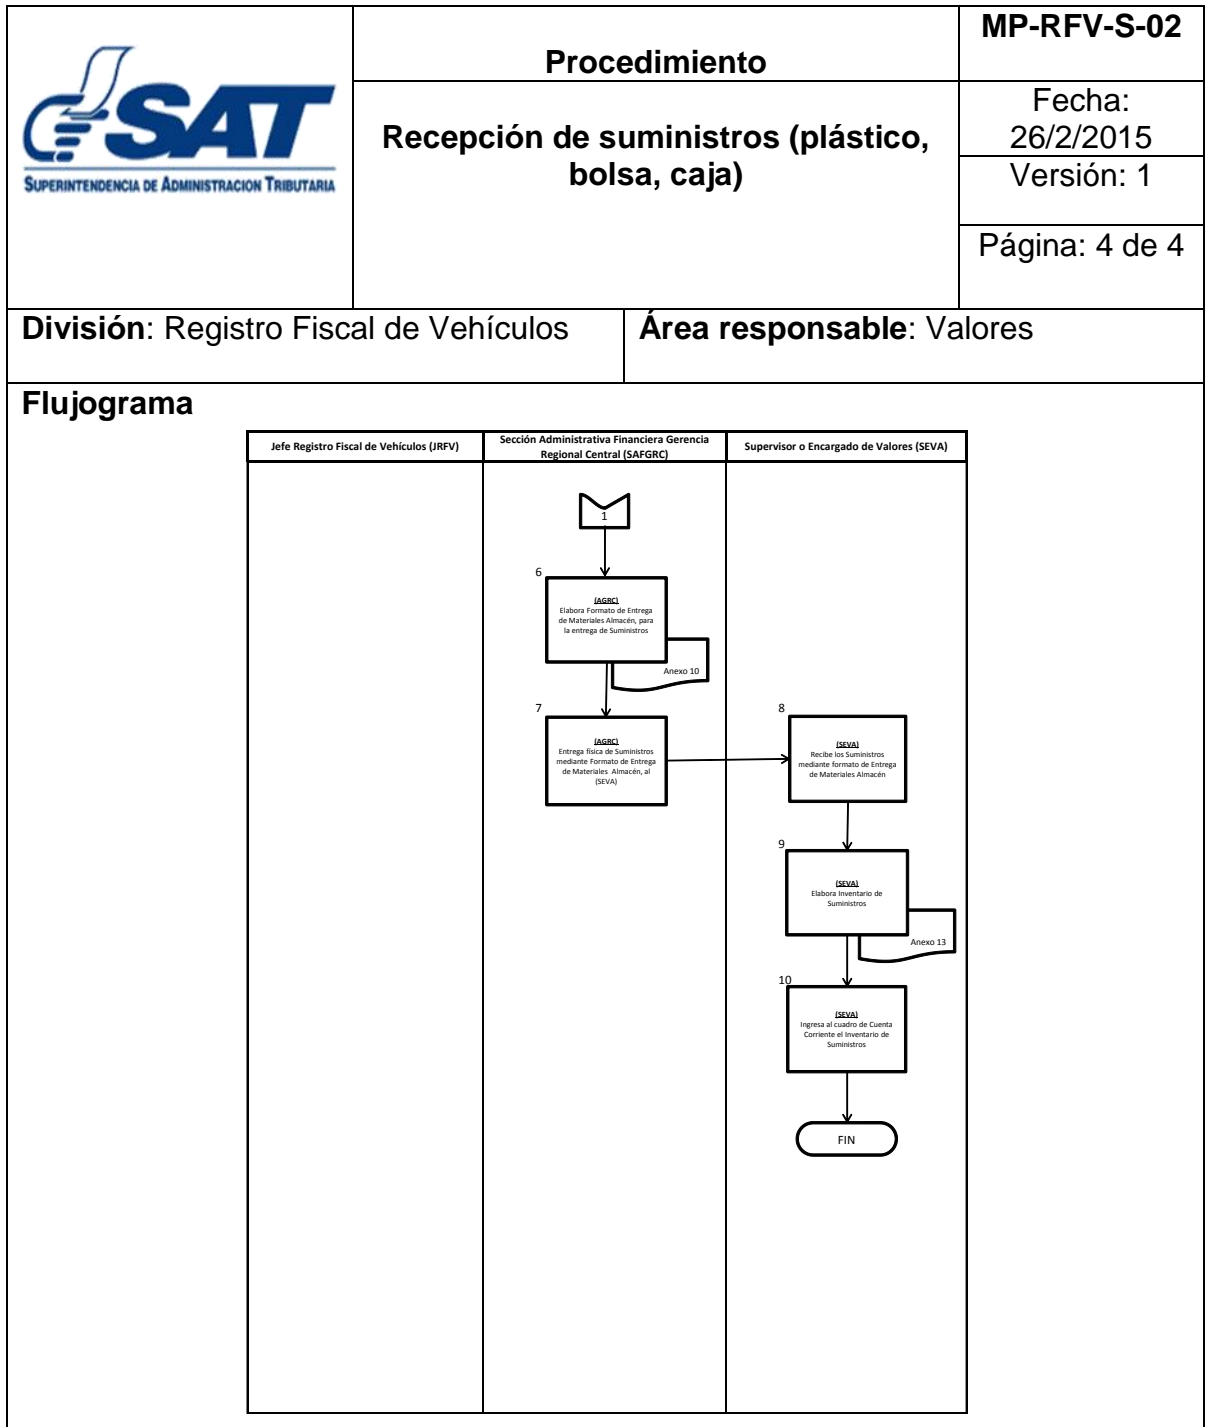 SAT
SUPERINTENDENCIA DE ADMINISTRACION TRIBUTARIA
Procedimiento
Recepción de suministros (plástico,
bolsa, caja)
MP-RFV-S-02
Fecha:
26/2/2015
Versión: 1
Página: 4 de 4
División: Registro Fiscal de Vehículos
Área responsable: Valores
Flujograma
Jefe Registro Fiscal de Vehículos (JRFV)
Sección Administrativa Financiera Gerencia
Regional Central (SAFGRC)
Supervisor o Encargado de Valores (SEVA)
1
6
(AGRC)
Elabora Formato de Entrega
de Materiales Almacén, para
la entrega de Suministros
Anexo 10
7
(AGRC)
Entrega física de Suministros
mediante Formato de Entrega
de Materiales Almacén, al
(SEVA)
8
(SEVA)
Recibe los Suministros
mediante formato de Entrega
de Materiales Almacén
9
(SEVA)
Elabora Inventario de
Suministros
Anexo 13
10
(SEVA)
Ingresa al cuadro de Cuenta
Corriente el Inventario de
Suministros
FIN